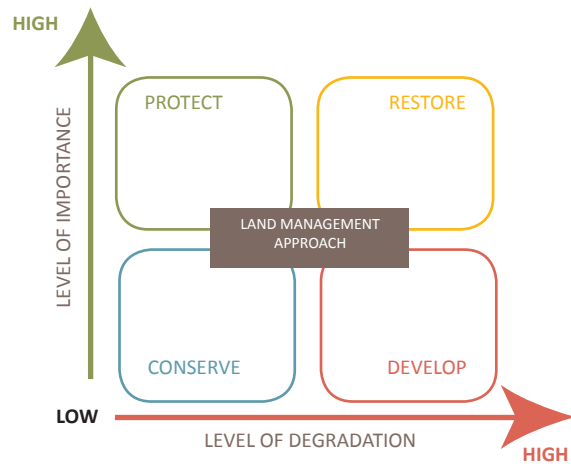 HIGH
PROTECT
RESTORE
LEVEL OF IMPORTANCE
LAND MANAGEMENT
APPROACH
CONSERVE
DEVELOP
LOW
LEVEL OF DEGRADATION
HIGH